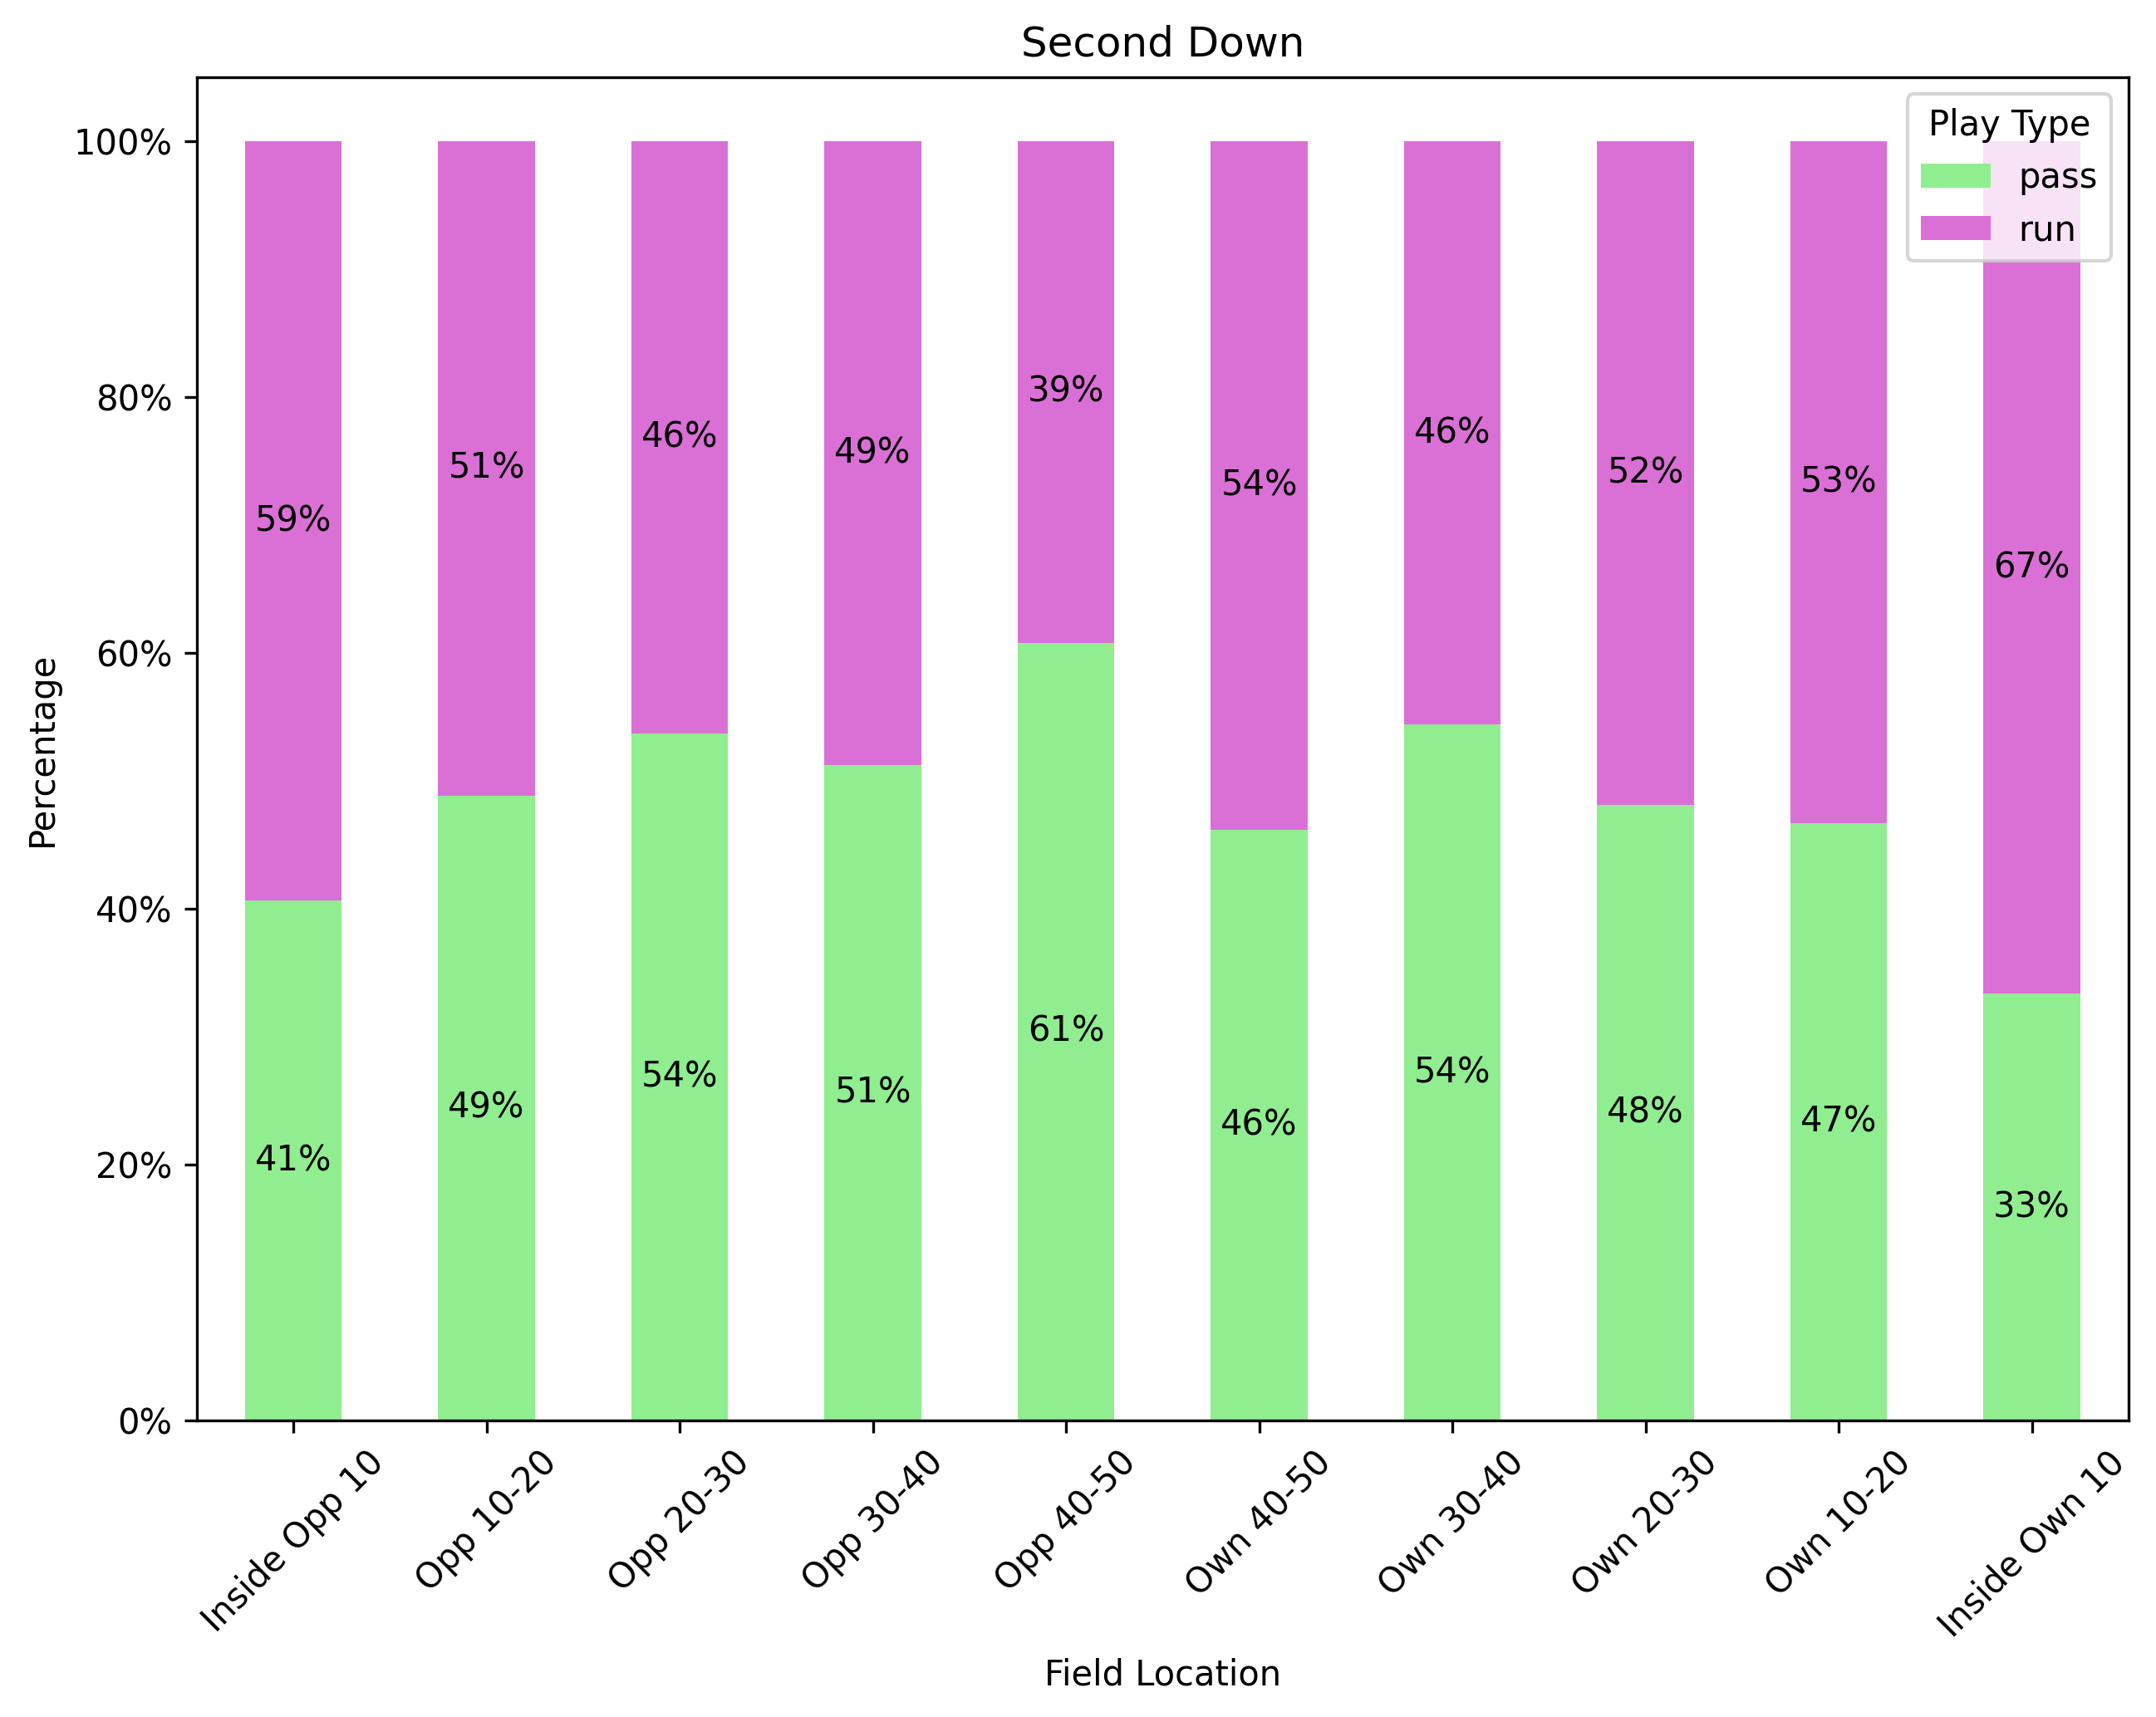 Second Down
Play Type
pass
run
100%
80%
60%
40%
20%
0%
Percentage
59%
51%
46%
49%
39%
54%
46%
52%
53%
67%
41%
49%
54%
51%
61%
46%
54%
48%
47%
33%
Inside Opp 10
Opp 10-20
Opp 20-30
Opp 30-40
Opp 40-50
Own 40-50
Own 30-40
Own 20-30
Own 10-20
Inside Own 10
Field Location